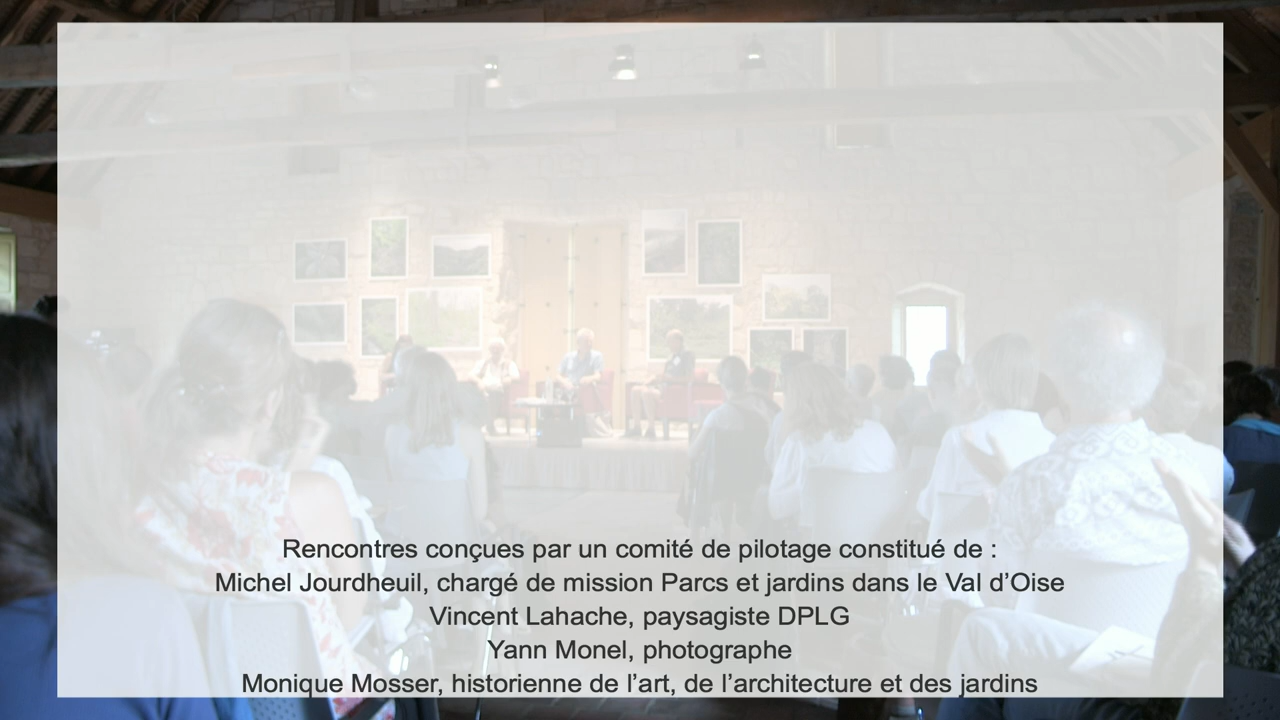 Rencontres conçues par un comité de pilotage constitué de :
Michel Jourdheuil, chargé de mission Parcs et jardins dans le Val d’Oise
Vincent Lahache, paysagiste DPLG
Yann Monel, photographe
Monique Mosser, historienne de l’art, de l’architecture et des jardins